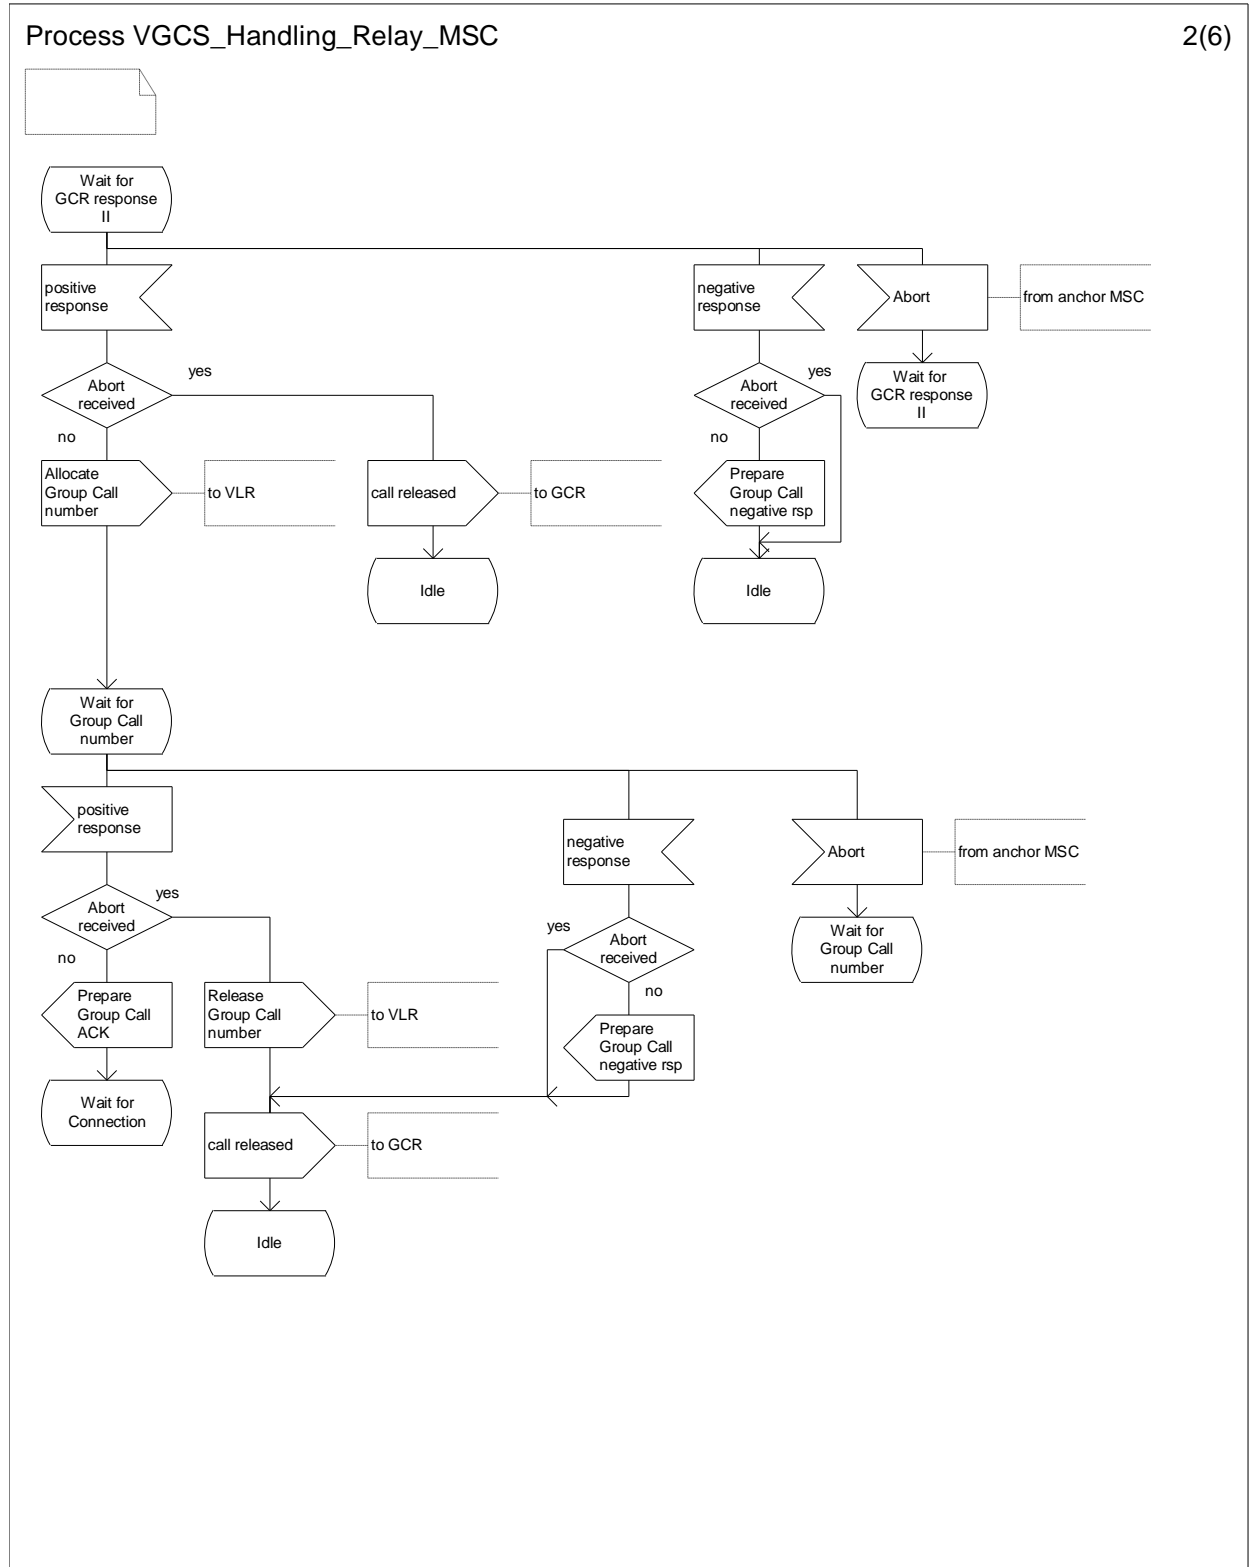 Process VGCS_Handling_Relay_MSC
2(6)
Wait for
GCR response
II
positive
response
negative
response
Abort
from anchor MSC
Abort
received
yes
no
Abort
received
yes
no
Wait for
GCR response
II
Allocate
Group Call
number
to VLR
call released
to GCR
Prepare
Group Call
negative rsp
Idle
Idle
Wait for
Group Call
number
positive
response
negative
response
Abort
from anchor MSC
Abort
received
yes
no
Abort
received
yes
no
Wait for
Group Call
number
Prepare
Group Call
ACK
Release
Group Call
number
to VLR
Prepare
Group Call
negative rsp
Wait for
Connection
call released
to GCR
Idle